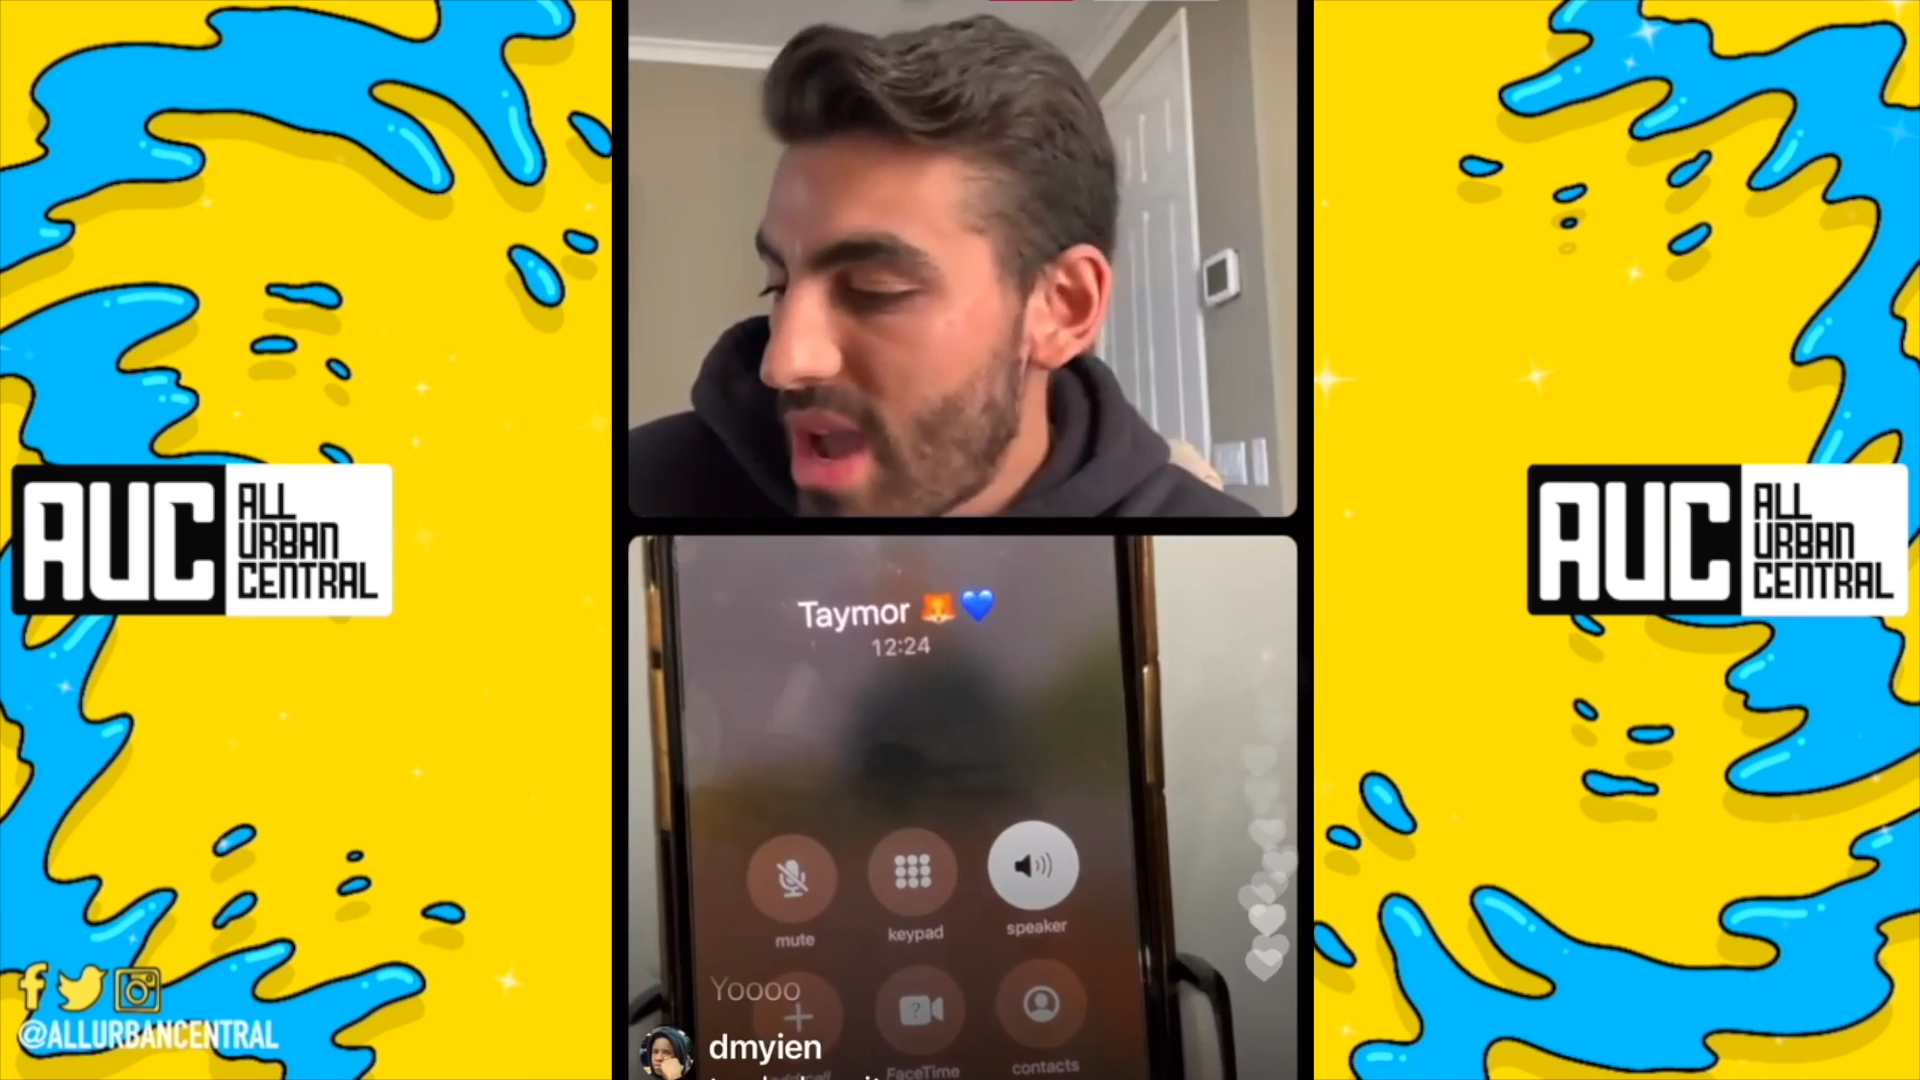 AUC
ALL
URBAN
CENTRAL
Taymor 🦊💙
12:24
mute
keypad
speaker
Yoooo
dmyien
FaceTime
contacts
AUC
ALL
URBAN
CENTRAL
@ALLURBANCENTRAL